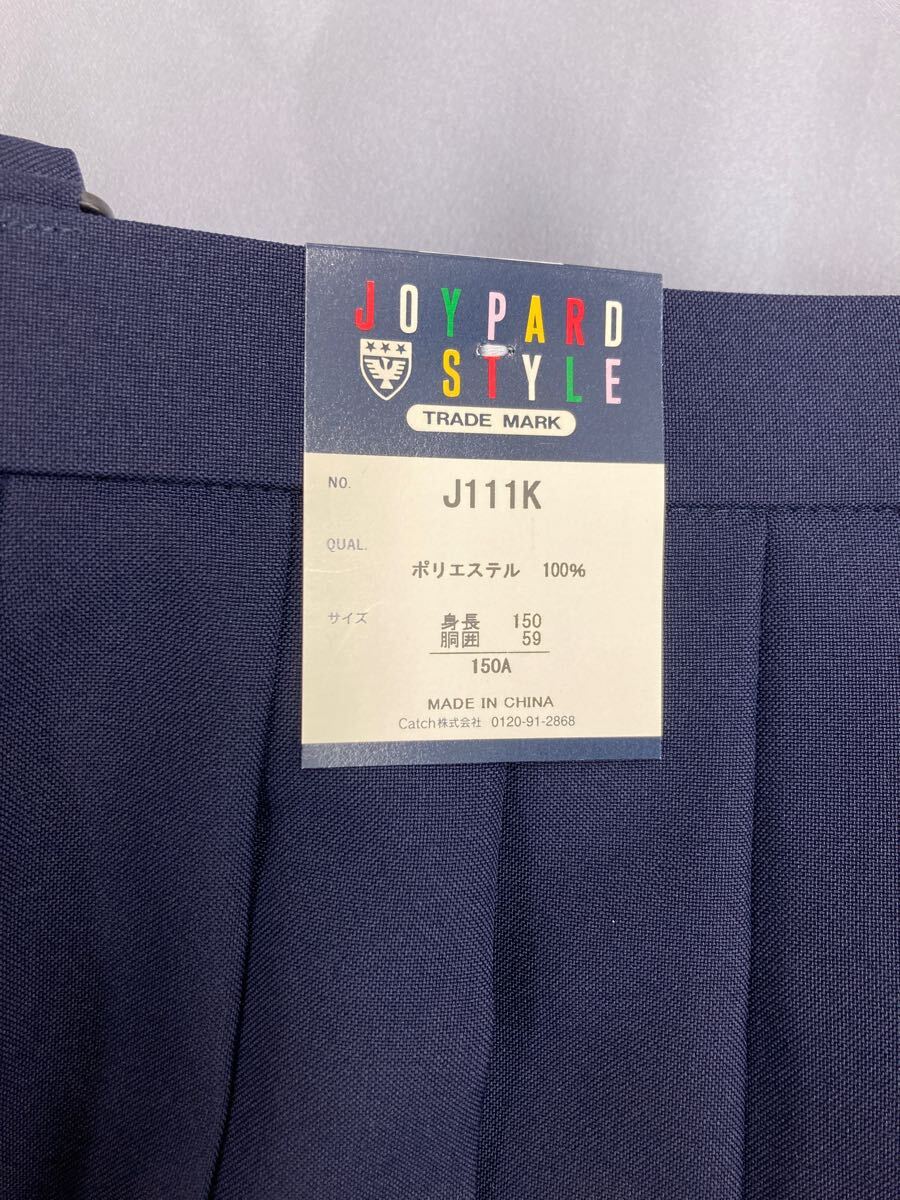 JOYPARD
STYLE
TRADE MARK
NO. J111K
QUAL.
ポリエステル 100%
サイズ 身長 150
胴囲 59
150A
MADE IN CHINA
Catch株式会社 0120-91-2868